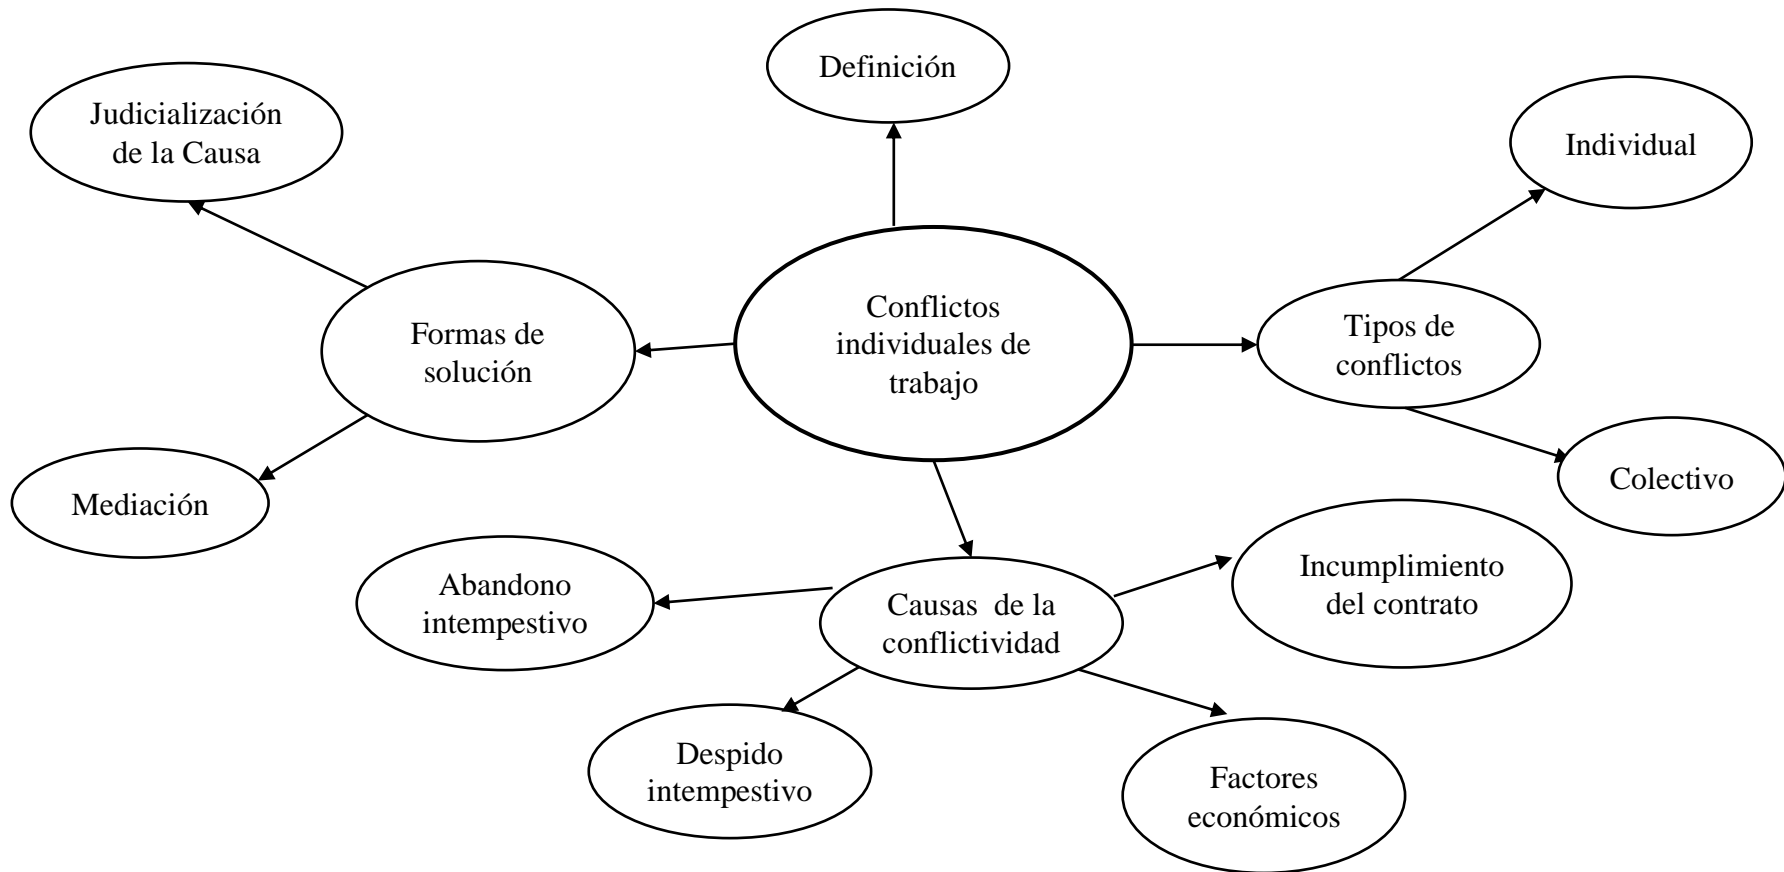 Definición
Judicialización
de la Causa
Individual
Conflictos
individuales de
trabajo
Formas de
solución
Tipos de
conflictos
Mediación
Colectivo
Abandono
intempestivo
Causas  de la
conflictividad
Incumplimiento
del contrato
Despido
intempestivo
Factores
económicos